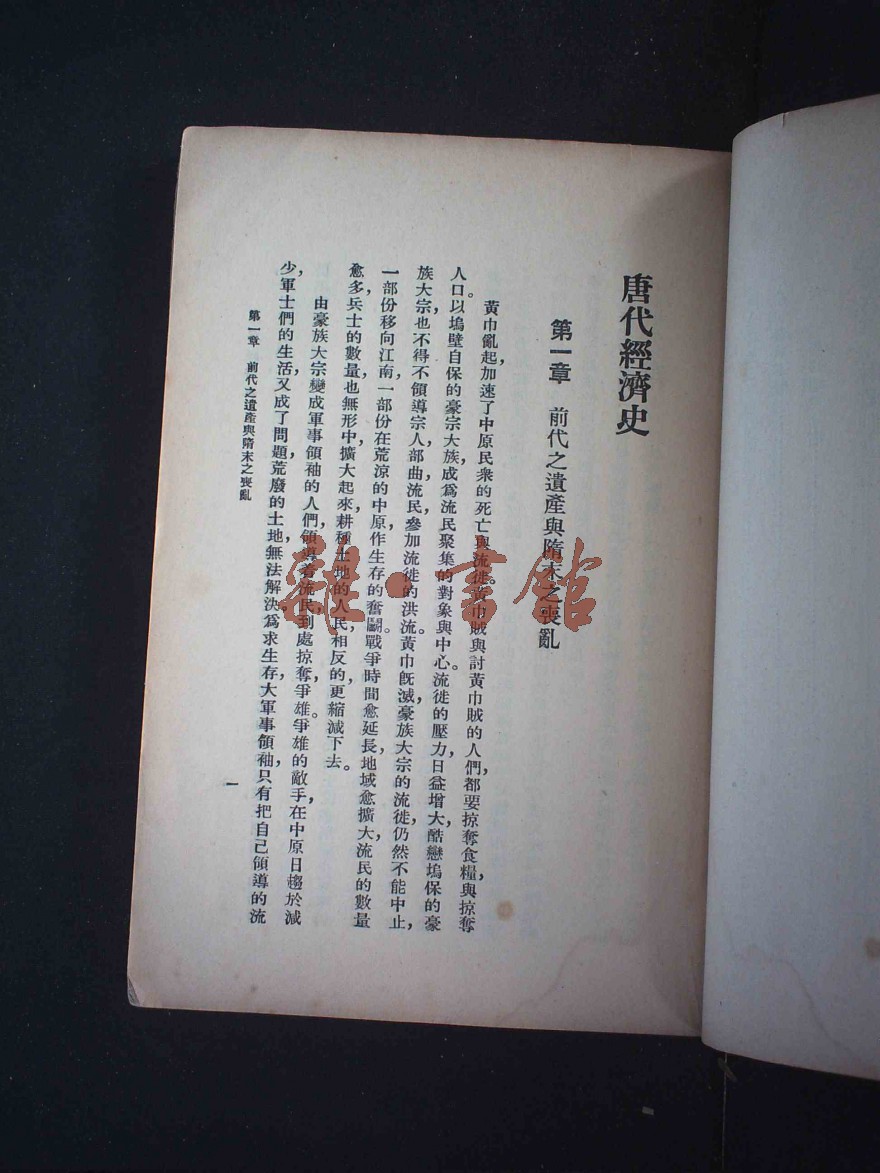 唐代經濟史
第一章　前代之遺產與隋末之喪亂
黃巾亂起，加速了中原民衆的死亡與流徙。黃巾賊與討黃巾賊的人們，都要掠奪食糧，與掠奪
人口。以塢壁自保的豪宗大族，成爲流民聚集的對象與中心。流徙的壓力，日益增大，酷戀塢保的豪
族大宗，也不得不領導宗人部曲流民，參加流徙的洪流。黃巾旣滅，豪族大宗的流徙，仍然不能中止，
一部份移向江南，一部份在荒涼的中原作生存的奮鬭。戰爭時間愈延長，地域愈擴大，流民的數量
愈多，兵士的數量，也無形中擴大起來，耕種土地的人民，相反的更縮減下去。
由豪族大宗變成軍事領袖的人們，領導着流民，到處掠奪，爭雄。爭雄的敵手，在中原日趨於減
少，軍士們的生活，又成了問題，荒廢的土地，無法解決，爲求生存，大軍事領袖，只有把自己領導的流
第一章　前代之遺產與隋末之喪亂
一
雜·書館